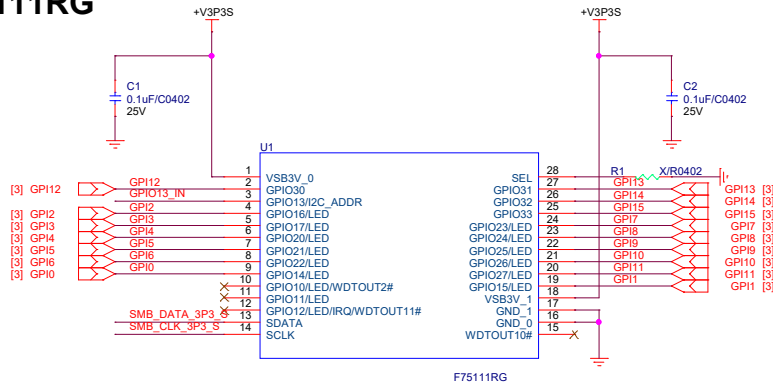 111RG
+V3P3S
+V3P3S
C1
0.1uF/C0402
25V
C2
0.1uF/C0402
25V
U1
1 VSB3V_0
2 GPIO30
3 GPIO13/I2C_ADDR
4 GPIO16/LED
5 GPIO17/LED
6 GPIO20/LED
7 GPIO21/LED
8 GPIO22/LED
9 GPIO14/LED
10 GPIO10/LED/WDTOUT2#
11 GPIO11/LED
12 GPIO12/LED/IRQ/WDTOUT11#
13 SDATA
14 SCLK
28 SEL
27 GPIO31
26 GPIO32
25 GPIO33
24 GPIO23/LED
23 GPIO24/LED
22 GPIO25/LED
21 GPIO26/LED
20 GPIO27/LED
19 GPIO15/LED
18 VSB3V_1
17 GND_1
16 GND_0
15 WDTOUT10#
[3] GPI12 GPI12
GPIO13_IN
[3] GPI2 GPI2
[3] GPI3 GPI3
[3] GPI4 GPI4
[3] GPI5 GPI5
[3] GPI6 GPI6
[3] GPI0 GPI0
SMB_DATA_3P3_S
SMB_CLK_3P3_S
R1 X/R0402
GPI13 GPI13 [3]
GPI14 GPI14 [3]
GPI15 GPI15 [3]
GPI7 GPI7 [3]
GPI8 GPI8 [3]
GPI9 GPI9 [3]
GPI10 GPI10 [3]
GPI11 GPI11 [3]
GPI1 GPI1 [3]
F75111RG